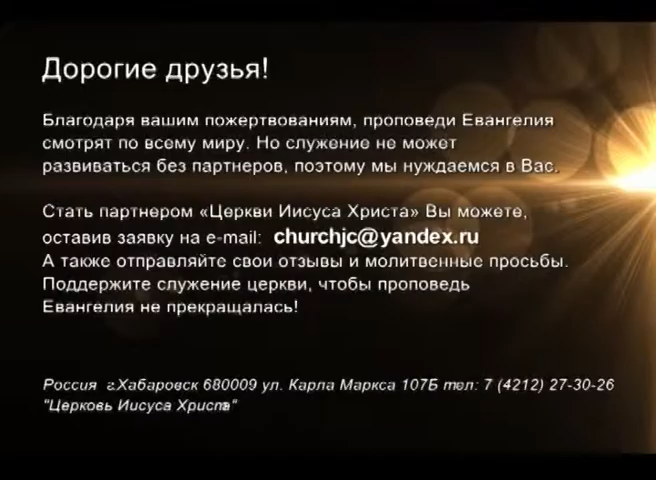 Дорогие друзья!
Благодаря вашим пожертвованиям, проповеди Евангелия
смотрят по всему миру. Но служение не может
развиваться без партнеров, поэтому мы нуждаемся в Вас.
Стать партнером «Церкви Иисуса Христа» Вы можете,
оставив заявку на e-mail: churchjc@yandex.ru
А также отправляйте свои отзывы и молитвенные просьбы.
Поддержите служение церкви, чтобы проповедь
Евангелия не прекращалась!
Россия г.Хабаровск 680009 ул. Карла Маркса 107Б тел: 7 (4212) 27-30-26
"Церковь Иисуса Христа"